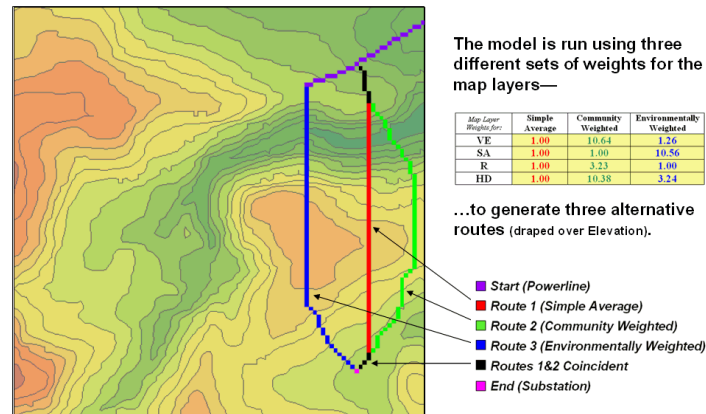 The model is run using three
different sets of weights for the
map layers—
Map Layer Weights for: Simple Average Community Weighted Environmentally Weighted
VE 1.00 10.64 1.26
SA 1.00 1.00 10.56
R 1.00 3.23 1.00
HD 1.00 10.38 3.24
…to generate three alternative
routes (draped over Elevation).
Start (Powerline)
Route 1 (Simple Average)
Route 2 (Community Weighted)
Route 3 (Environmentally Weighted)
Routes 1&2 Coincident
End (Substation)